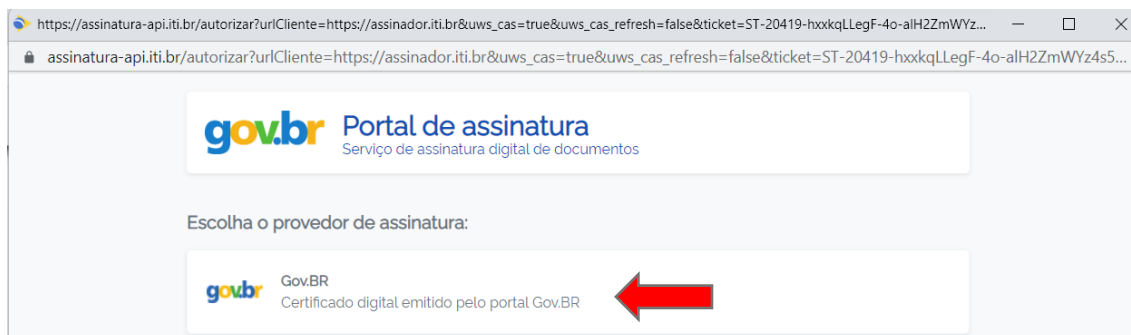 https://assinatura-api.iti.br/autorizar?urlCliente=https://assinador.iti.br&uws_cas=true&uws_cas_refresh=false&ticket=ST-20419-hxxkqLLegF-4o-alH2ZmWYz...
assinatura-api.iti.br/autorizar?urlCliente=https://assinador.iti.br&uws_cas=true&uws_cas_refresh=false&ticket=ST-20419-hxxkqLLegF-4o-alH2ZmWYz4s5...
gov.br Portal de assinatura
Serviço de assinatura digital de documentos
Escolha o provedor de assinatura:
gov.br Gov.BR
Certificado digital emitido pelo portal Gov.BR